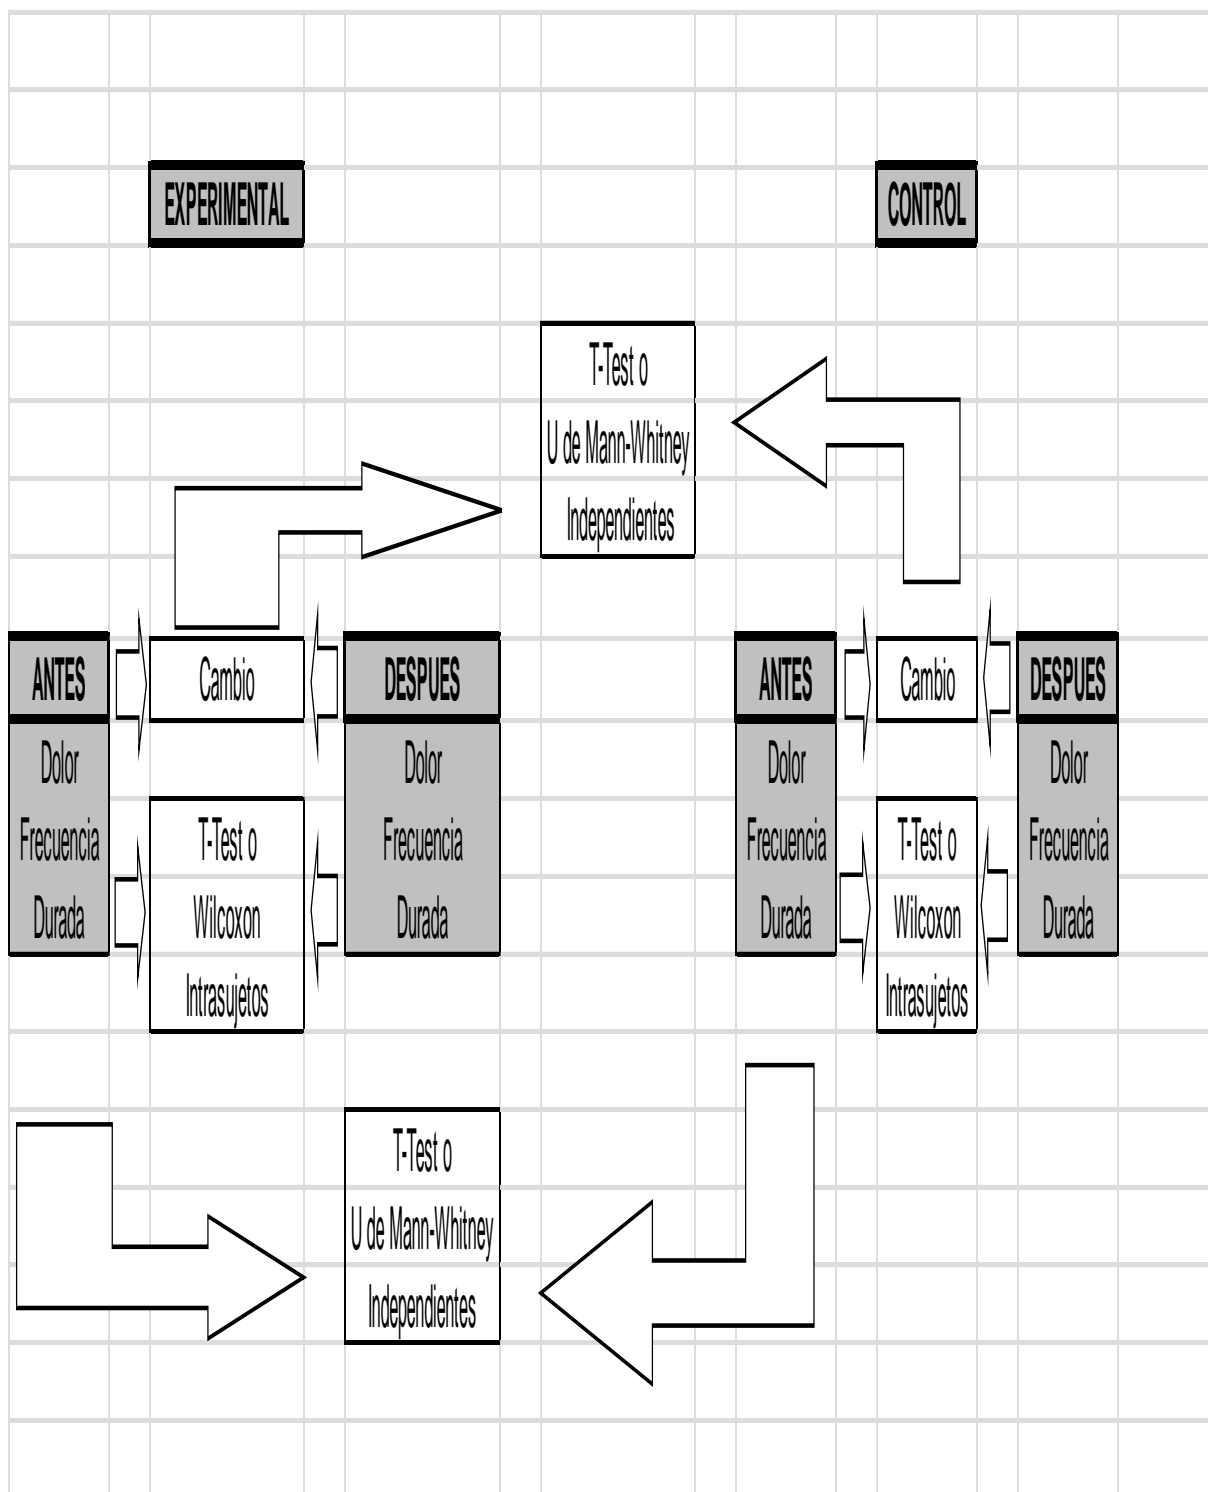 EXPERIMENTAL
CONTROL
T-Test o
U de Mann-Whitney
Independientes
ANTES
Cambio
DESPUES
ANTES
Cambio
DESPUES
Dolor
Frecuencia
Durada
T-Test o
Wilcoxon
Intrasujetos
Dolor
Frecuencia
Durada
Dolor
Frecuencia
Durada
T-Test o
Wilcoxon
Intrasujetos
Dolor
Frecuencia
Durada
T-Test o
U de Mann-Whitney
Independientes